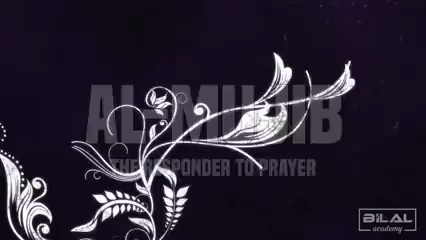 AL-MUJIB
THE RESPONDER TO PRAYER
BILAL
academy